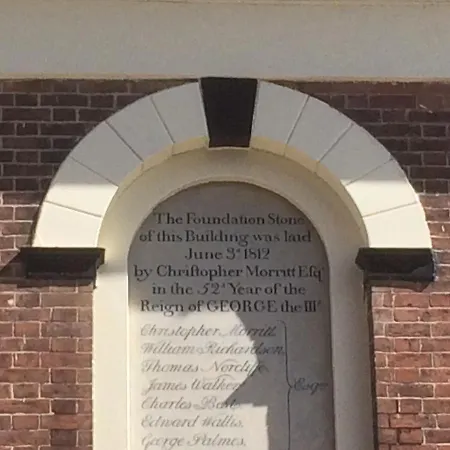 The Foundation Stone
of this Building was laid
June 3ᵈ 1812
by Chriſtopher Morritt Eſqʳ
in the 52ᵈ Year of the
Reign of GEORGE the IIIᵈ
Christopher Morritt,
William Richardson,
Thomas Norcliffe
James Walker
Charles
Edward Wallis,
George Palmes,
Esqrs